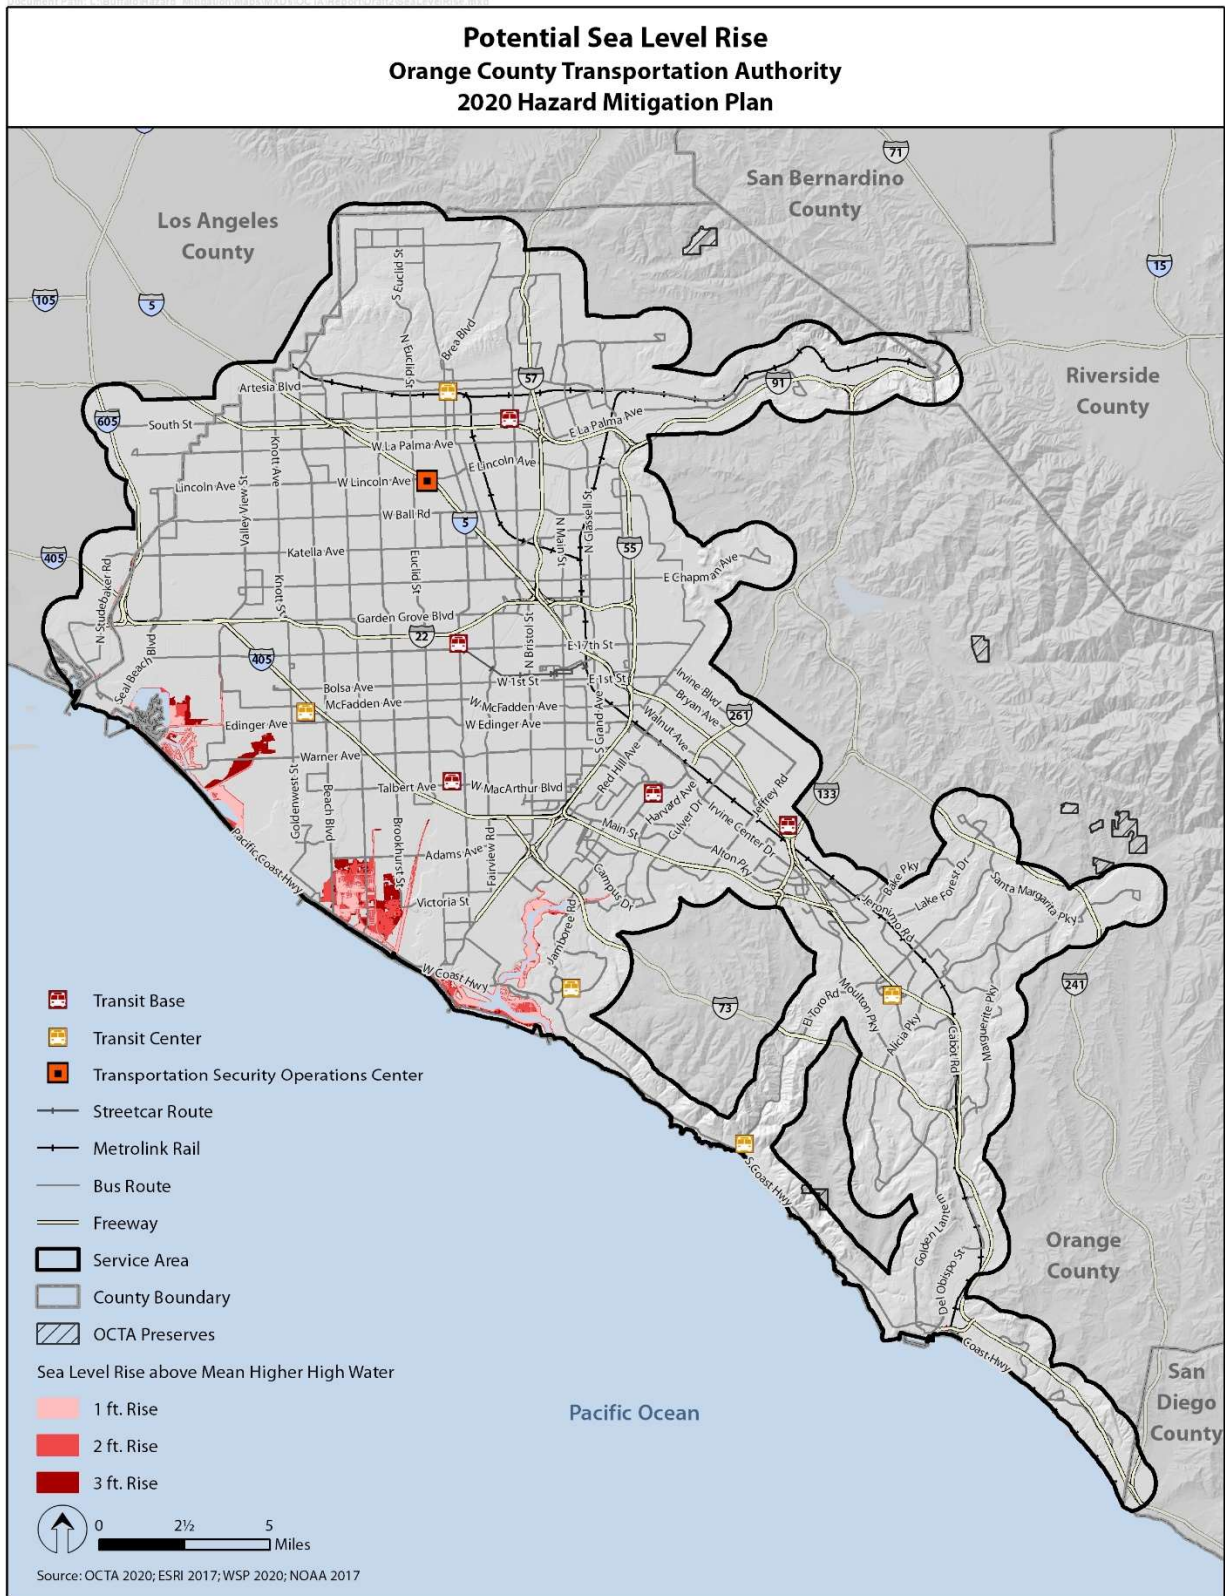 Potential Sea Level Rise
Orange County Transportation Authority
2020 Hazard Mitigation Plan
71
San Bernardino
County
Los Angeles
County
15
105
5
S Euclid St
N Euclid St
Brea Blvd
57
91
Riverside
County
Artesia Blvd
605
South St
Knott Ave
W La Palma Ave
E La Palma Ave
E Lincoln Ave
Lincoln Ave
Valley View St
W Lincoln Ave
W Ball Rd
5
N Main St
N Glassell St
55
405
Katella Ave
Euclid St
E Chapman Ave
N Studebaker Rd
Knott St
Garden Grove Blvd
22
N Bristol St
E 17th St
Seal Beach Blvd
405
W 1st St
E 1st St
Irvine Blvd
Bryan Ave
261
Bolsa Ave
McFadden Ave
W McFadden Ave
Edinger Ave
W Edinger Ave
S Grand Ave
Walnut Ave
Warner Ave
Red Hill Ave
Goldenwest St
Beach Blvd
Talbert Ave
W MacArthur Blvd
Harvard Ave
Culver Dr
Irvine Center Dr
Jeffrey Rd
133
Pacific Coast Hwy
Brookhurst St
Adams Ave
Fairview Rd
Main St
Alton Pky
Victoria St
Campus Dr
Jamboree Rd
Bake Pky
Lake Forest Dr
Jeronimo Rd
Santa Margarita Pky
W Coast Hwy
241
73
El Toro Rd
Moulton Pky
Alicia Pky
Cabot Rd
Marguerite Pky
S Coast Hwy
Golden Lantern
Del Obispo St
Orange
County
Coast Hwy
San
Diego
County
Pacific Ocean
Transit Base
Transit Center
Transportation Security Operations Center
Streetcar Route
Metrolink Rail
Bus Route
Freeway
Service Area
County Boundary
OCTA Preserves
Sea Level Rise above Mean Higher High Water
1 ft. Rise
2 ft. Rise
3 ft. Rise
0 2½ 5
Miles
Source: OCTA 2020; ESRI 2017; WSP 2020; NOAA 2017